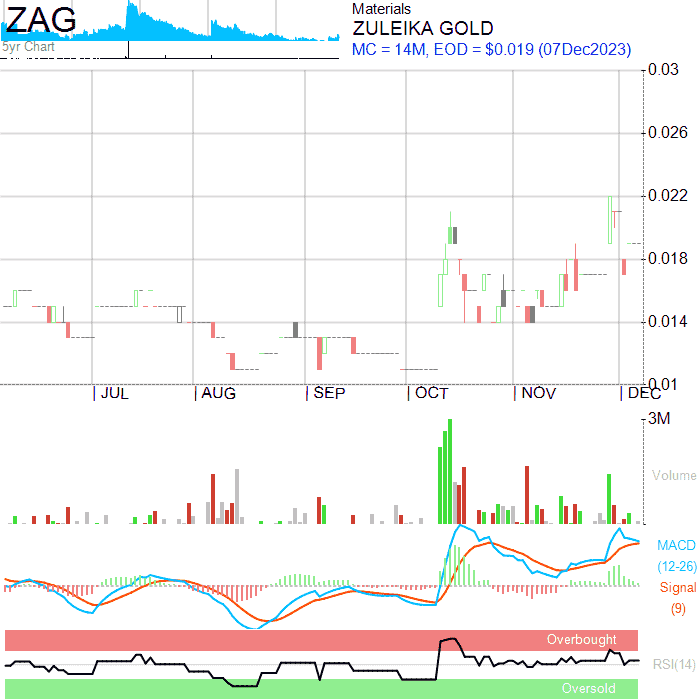 ZAG
5yr Chart
Materials
ZULEIKA GOLD
MC = 14M, EOD = $0.019 (07Dec2023)
0.03
0.026
0.022
0.018
0.014
0.01
JUL AUG SEP OCT NOV DEC
3M
Volume
MACD
(12-26)
Signal
(9)
Overbought
RSI(14)
Oversold